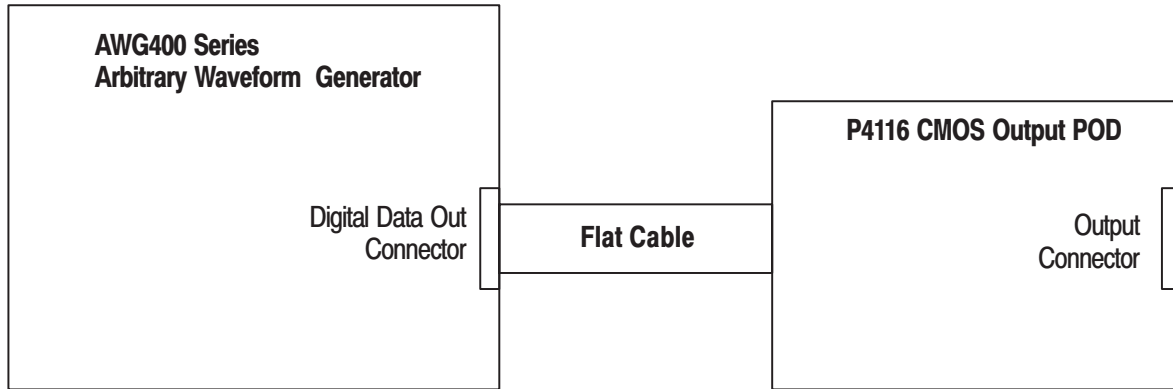 AWG400 Series
Arbitrary Waveform Generator
P4116 CMOS Output POD
Digital Data Out
Connector
Flat Cable
Output
Connector